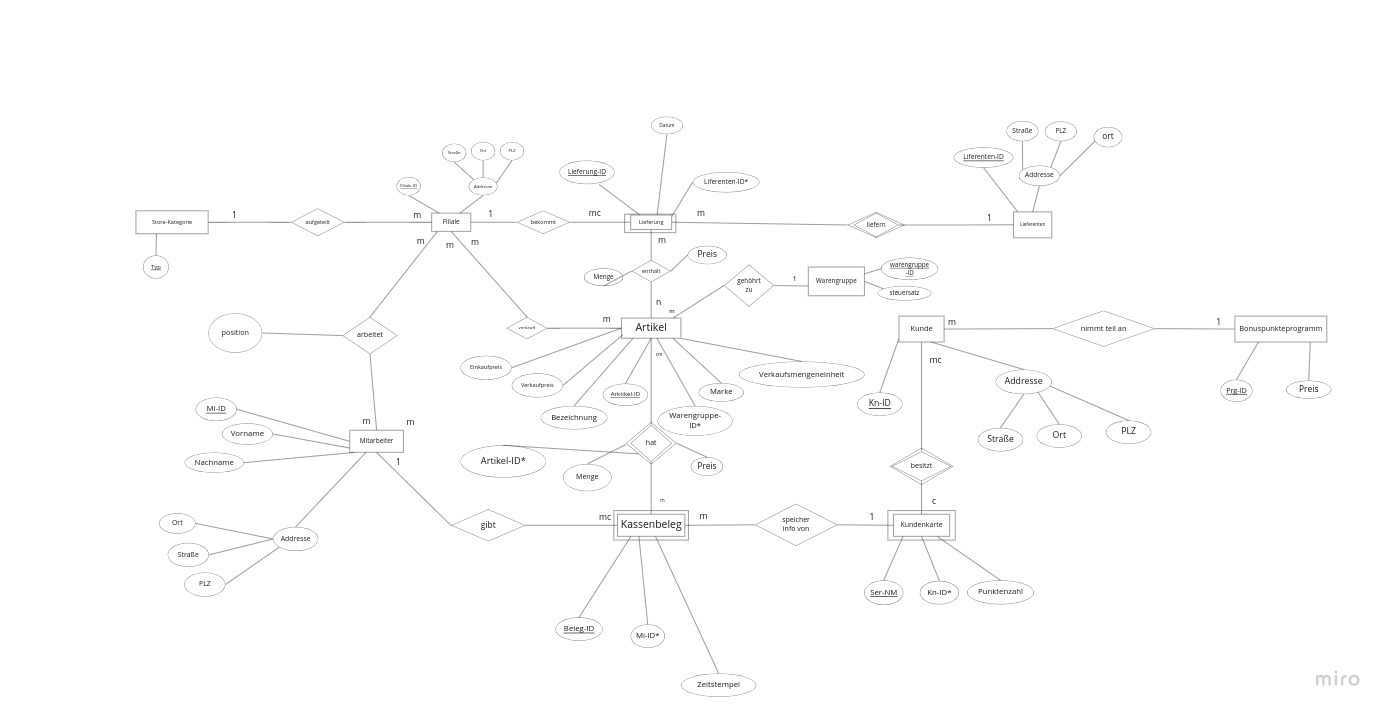 Datum
Straße
PLZ
ort
Straße
Ort
PLZ
Liferenten-ID
Lieferung-ID
Addresse
Filiale-ID
Addresse
Liferenten-ID*
1
m
1
mc
m
1
Store-Kategorie
aufgeteilt
Filiale
bekommt
Lieferung
liefern
Lieferenten
m
m
m
m
Typ
Preis
Menge
enthält
warengruppe
-ID
gehöhrt
zu
1
Warengruppe
steuersatz
n
m
m
position
arbeitet
verkauft
Artikel
m
1
Kunde
nimmt teil an
Bonuspunkteprogramm
cm
mc
Einkaufpreis
Verkaufpreis
Verkaufsmengeneinheit
Addresse
Arktikel-ID
Marke
Prg-ID
Preis
Kn-ID
MI-ID
Bezeichnung
Warengruppe-
ID*
m
m
Vorname
Straße
Ort
PLZ
Mitarbeiter
hat
Nachname
1
Artikel-ID*
Menge
Preis
besitzt
m
c
mc
m
1
Ort
gibt
Kassenbeleg
speicher
info von
Kundenkarte
Addresse
Straße
PLZ
Ser-NM
Kn-ID*
Punktenzahl
Beleg-ID
MI-ID*
Zeitstempel
miro